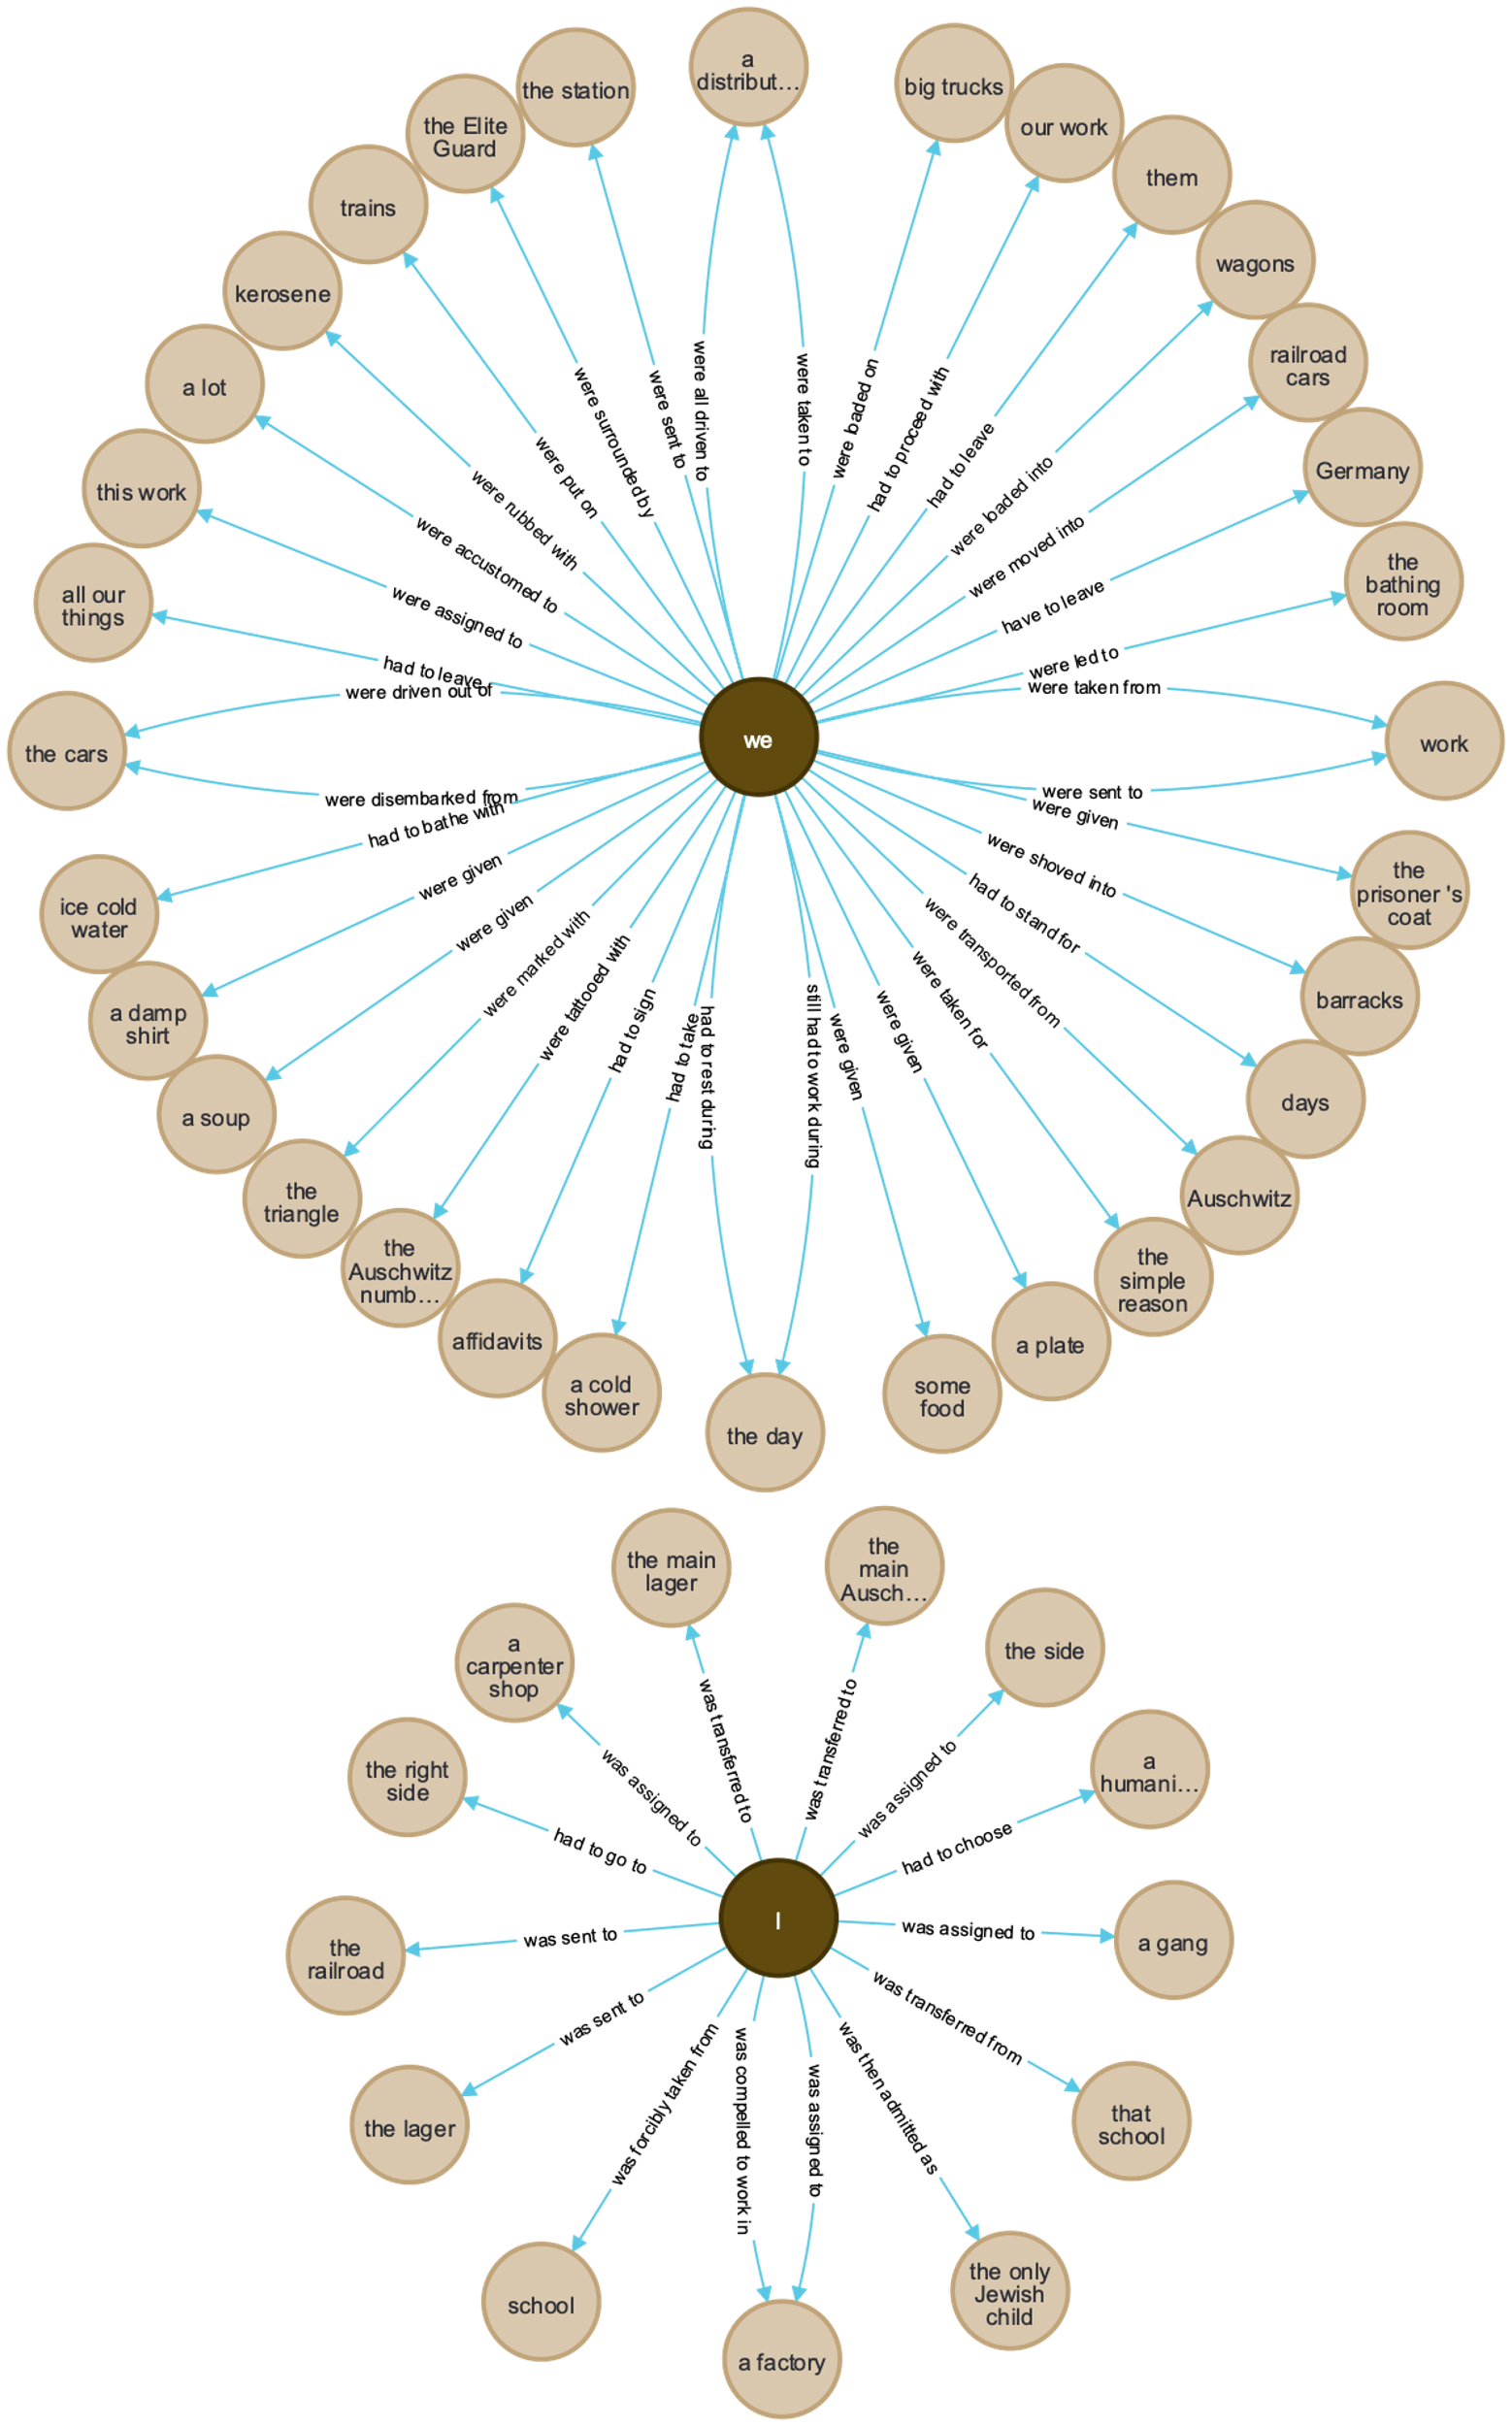 a
distribut…
big trucks
the station
our work
the Elite
Guard
them
trains
wagons
kerosene
railroad
cars
a lot
Germany
this work
the
bathing
room
all our
things
were all driven to
were taken to
were sent to
were loaded on
were surrounded by
had to proceed with
were put on
had to leave
were rubbed with
were loaded into
were accustomed to
were moved into
were assigned to
have to leave
had to leave
were led to
were driven out of
were taken from
the cars
we
work
were disembarked from
were sent to
had to bathe with
were given
were given
were shoved into
were given
had to stand for
were marked with
were transported from
were tattooed with
were taken for
had to sign
were given
had to take
were given
had to rest during
still had to work during
ice cold
water
the
prisoner 's
coat
a damp
shirt
barracks
a soup
days
the
triangle
Auschwitz
the
Auschwitz
numb…
the
simple
reason
affidavits
a plate
a cold
shower
some
food
the day
the main
lager
the
main
Ausch…
a
carpenter
shop
the side
the right
side
a
humani…
was transferred to
was transferred to
was assigned to
was assigned to
had to go to
had to choose
I
was sent to
was assigned to
the
railroad
a gang
was sent to
was transferred from
was forcibly taken from
was compelled to work in
was assigned to
was then admitted as
the lager
that
school
school
the only
Jewish
child
a factory